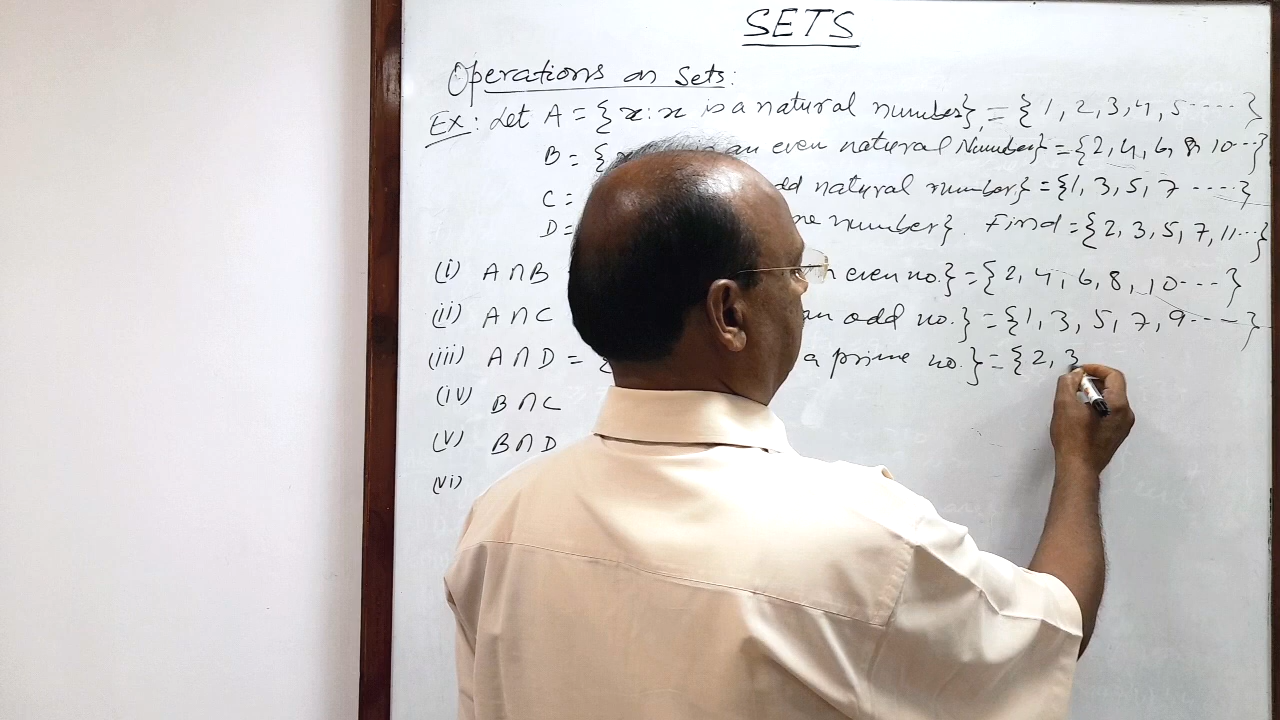 SETS
Operations on Sets:
Ex: Let A = {x: x is a natural number} = {1, 2, 3, 4, 5 ....}
B = { an even natural Number} = {2, 4, 6, 8, 10...}
C = natural number} = {1, 3, 5, 7 .....}
D = number}. Find = {2, 3, 5, 7, 11...}
(i) A∩B even no.} = {2, 4, 6, 8, 10---}
(ii) A∩C an odd no.} = {1, 3, 5, 7, 9.....}
(iii) A∩D = { a prime no.} = {2, 3
(iv) B∩C
(v) B∩D
(vi)